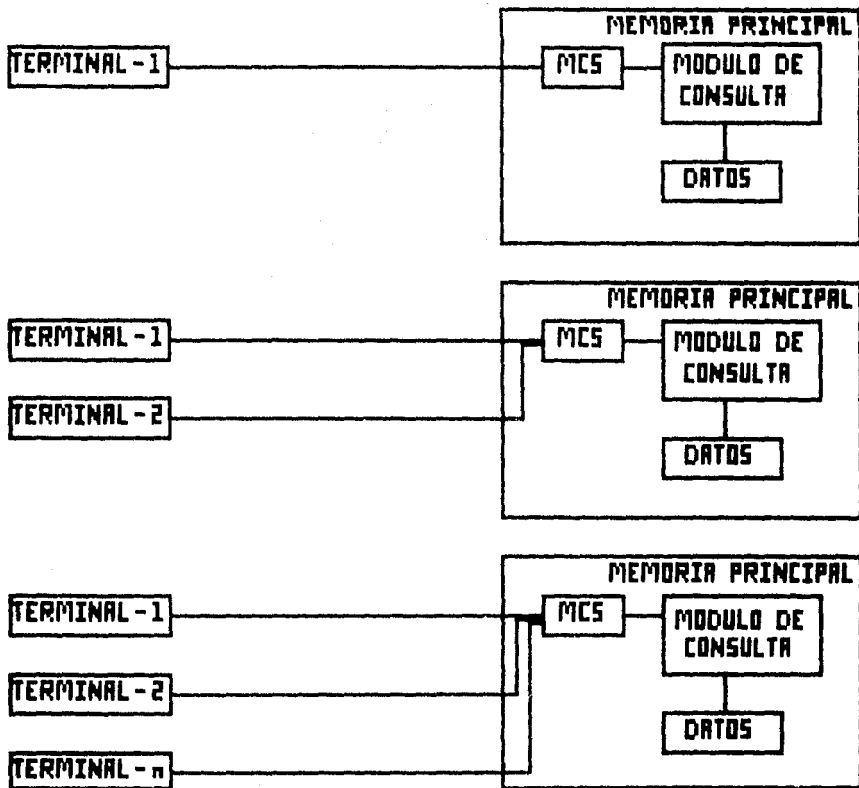 MEMORIA PRINCIPAL
TERMINAL-1
MCS
MODULO DE
CONSULTA
DATOS
MEMORIA PRINCIPAL
TERMINAL-1
MCS
MODULO DE
CONSULTA
TERMINAL-2
DATOS
MEMORIA PRINCIPAL
TERMINAL-1
MCS
MODULO DE
CONSULTA
TERMINAL-2
DATOS
TERMINAL-n